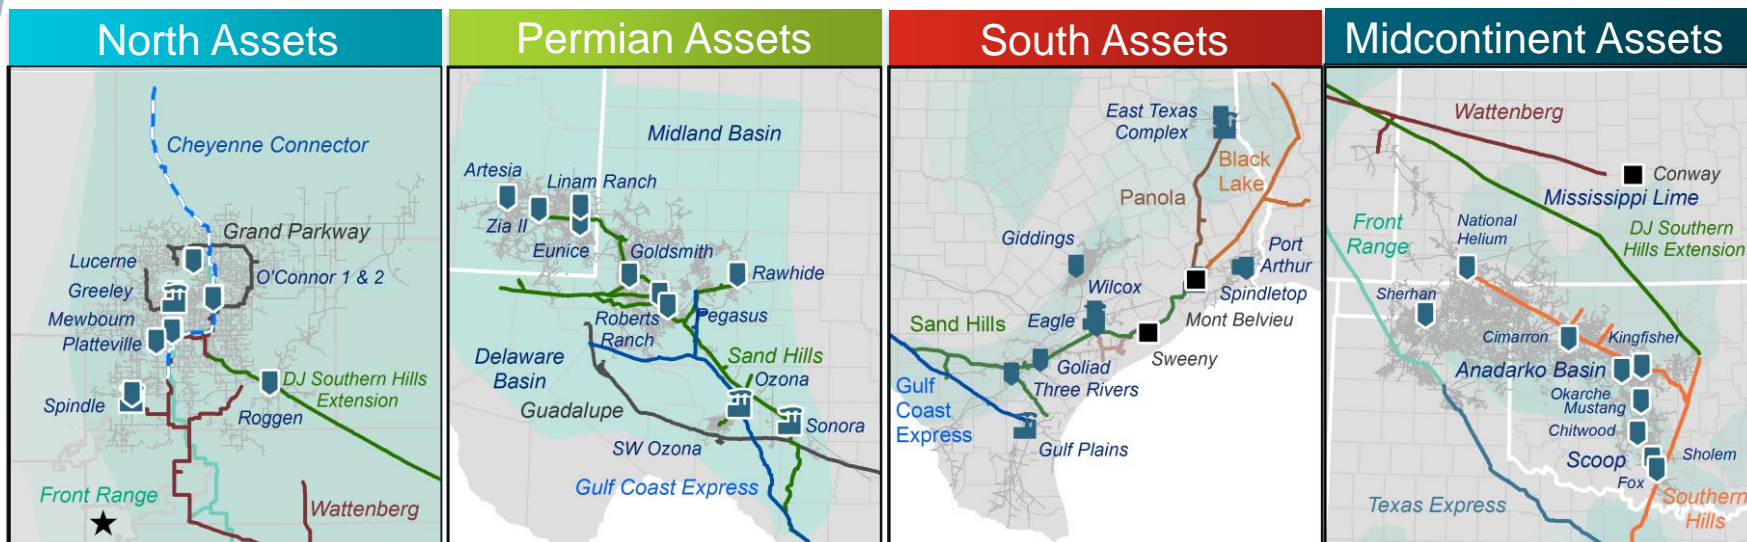 North Assets
Cheyenne Connector
Grand Parkway
Lucerne
O'Connor 1 & 2
Greeley
Mewbourn
Platteville
DJ Southern Hills
Extension
Spindle
Roggen
Front Range
Wattenberg
Permian Assets
Midland Basin
Artesia
Linam Ranch
Zia II
Eunice
Goldsmith
Rawhide
Roberts
Ranch
Pegasus
Delaware
Basin
Sand Hills
Ozona
Guadalupe
Sonora
SW Ozona
Gulf Coast Express
South Assets
East Texas
Complex
Black
Lake
Panola
Giddings
Port
Arthur
Wilcox
Spindletop
Eagle
Mont Belvieu
Sand Hills
Sweeny
Goliad
Three Rivers
Gulf
Coast
Express
Gulf Plains
Midcontinent Assets
Wattenberg
Conway
Mississippi Lime
Front
Range
National
Helium
DJ Southern
Hills Extension
Sherhan
Cimarron
Kingfisher
Anadarko Basin
Okarche
Mustang
Chitwood
Scoop
Sholem
Fox
Texas Express
Southern
Hills